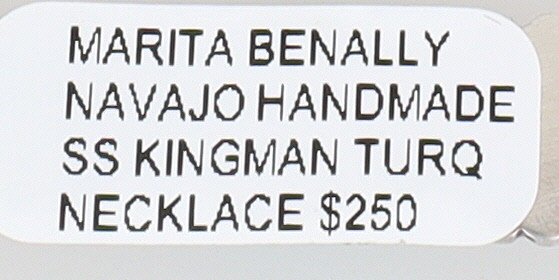 MARITA BENALLY
NAVAJO HANDMADE
SS KINGMAN TURQ
NECKLACE $250